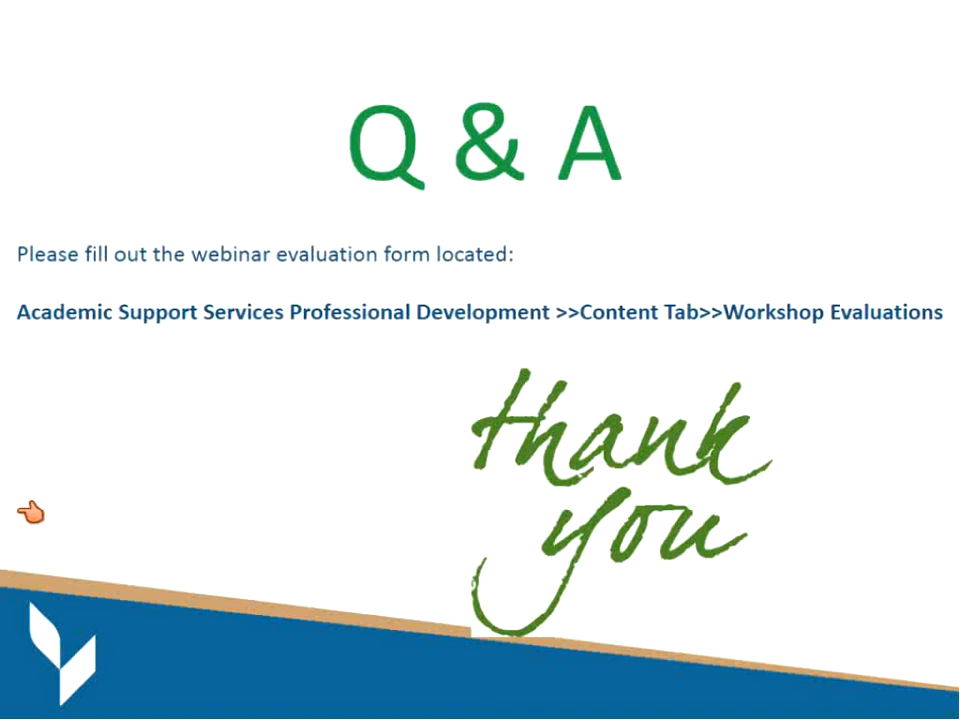 Q & A
Please fill out the webinar evaluation form located:
Academic Support Services Professional Development >>Content Tab>>Workshop Evaluations
thank
you